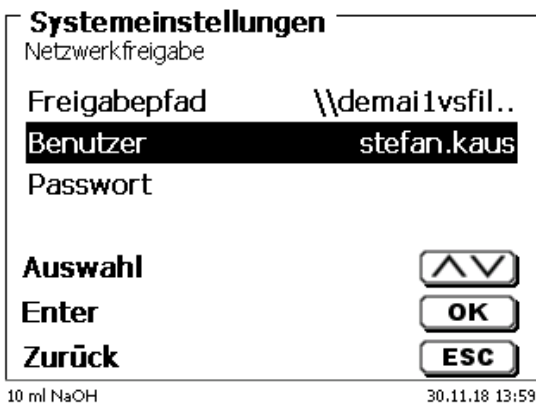 Systemeinstellungen
Netzwerkfreigabe
Freigabepfad \\demai1vsfil..
Benutzer stefan.kaus
Passwort
Auswahl
Enter OK
Zurück ESC
10 ml NaOH 30.11.18 13:59